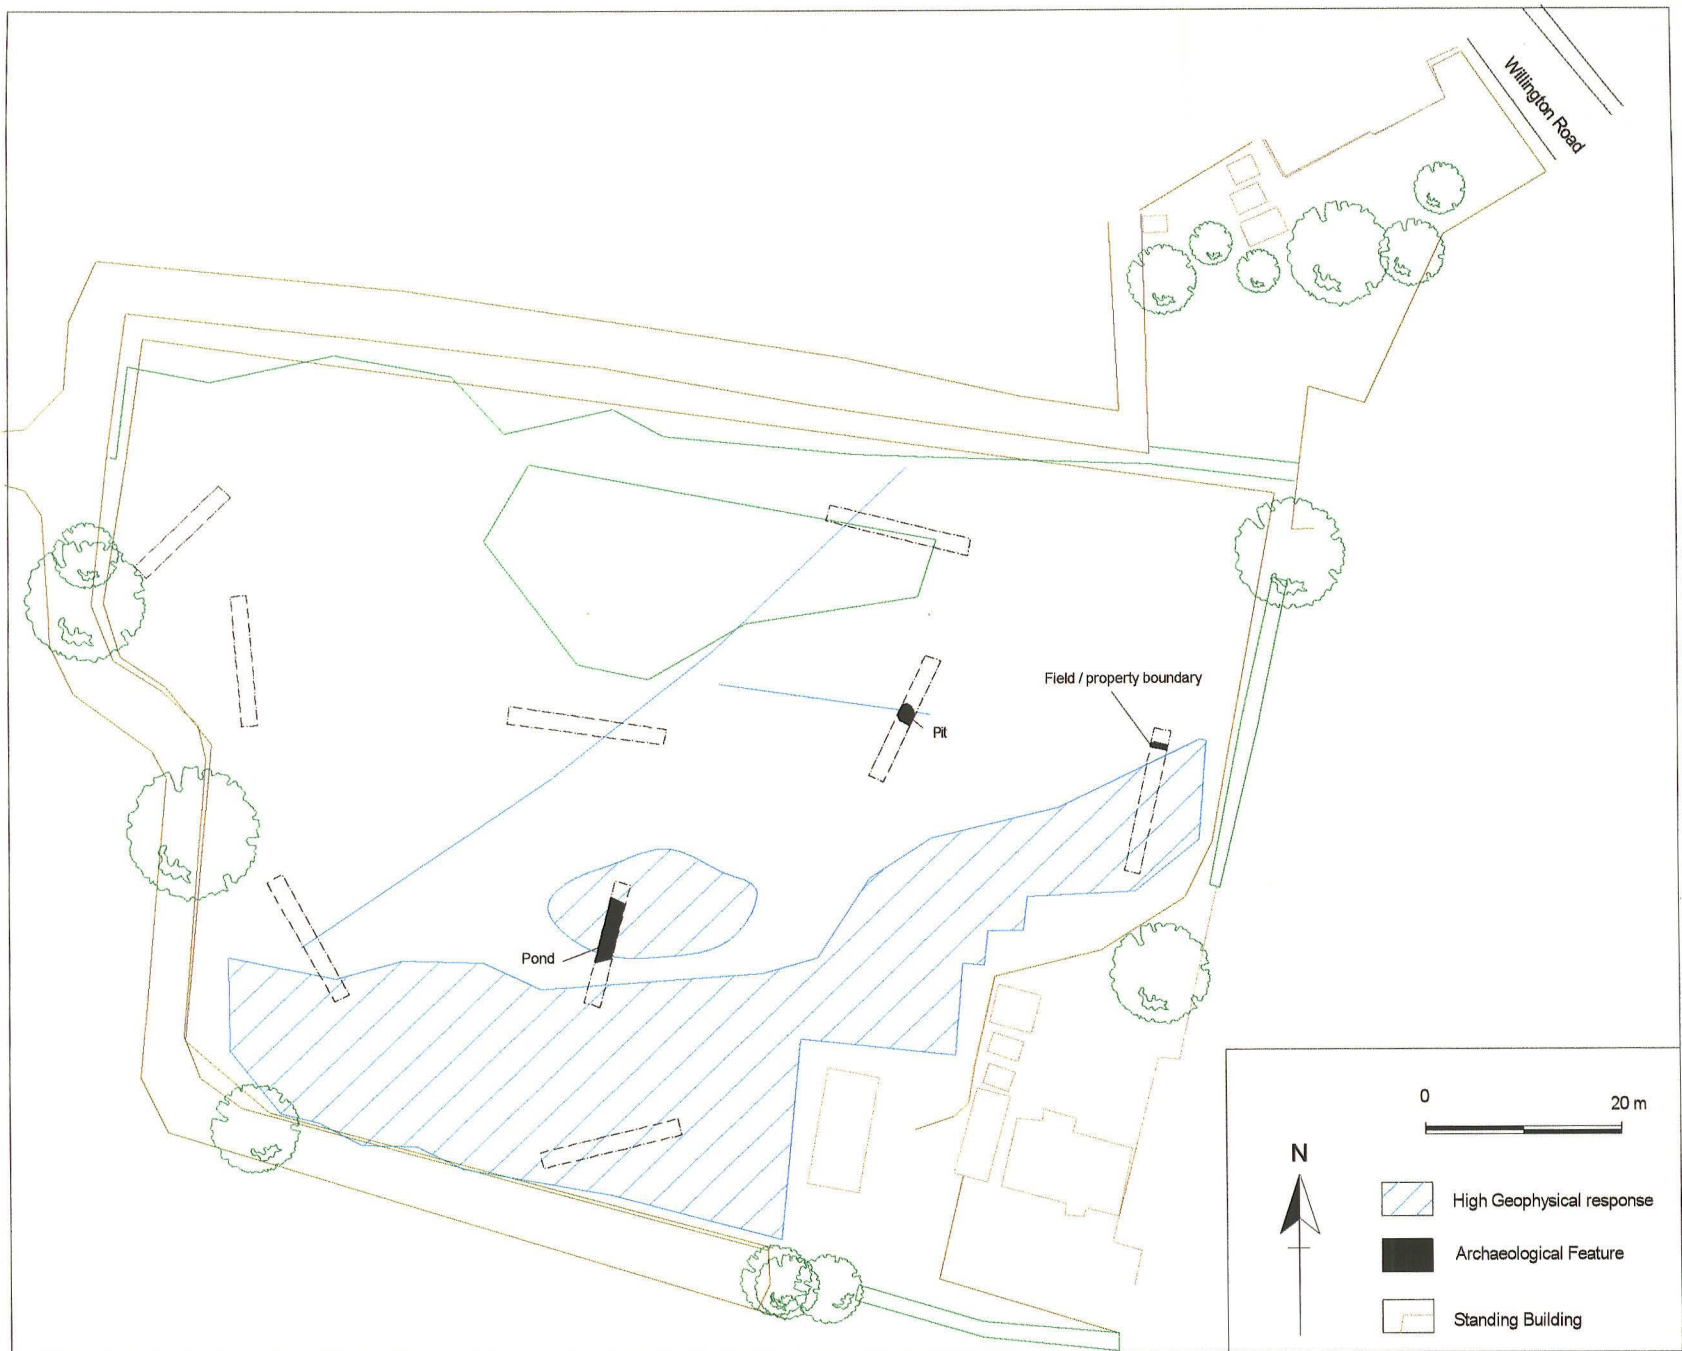 Willington Road
Field / property boundary
Pit
Pond
0 20 m
N
High Geophysical response
Archaeological Feature
Standing Building